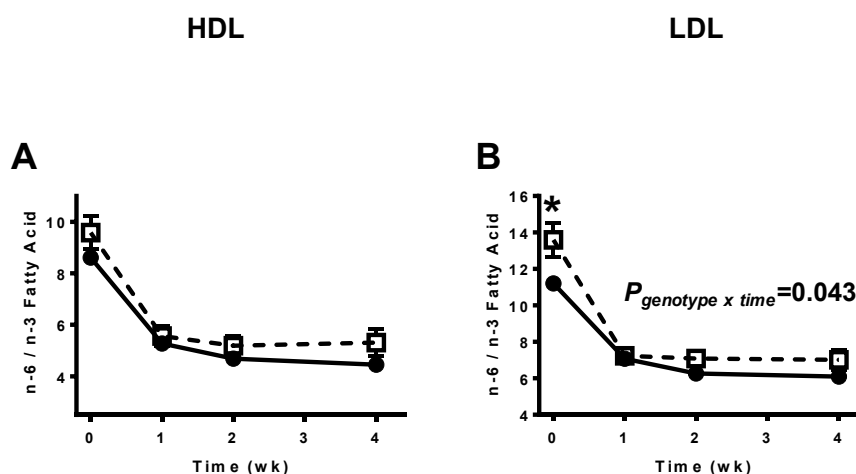 HDL
LDL
A
B
n-6 / n-3 Fatty Acid
10
8
6
4
0
1
2
3
4
Time (wk)
n-6 / n-3 Fatty Acid
16
14
12
10
8
6
4
*
P genotype x time=0.043
0
1
2
3
4
Time (wk)